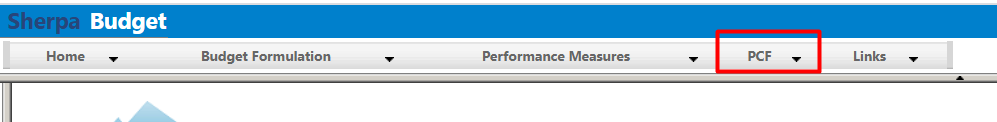 Sherpa Budget
Home Budget Formulation Performance Measures PCF Links